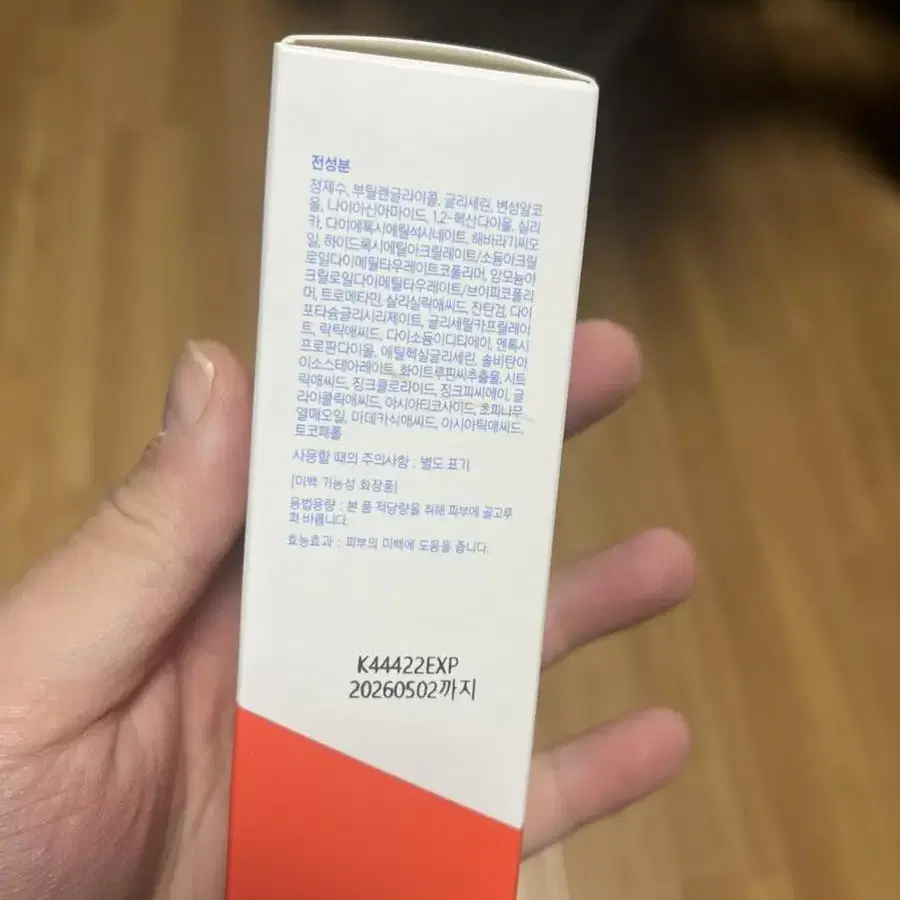 전성분
정제수, 부틸렌글라이콜, 글리세린, 변성알코
올, 나이아신아마이드, 1,2-헥산다이올, 실리
카, 다이에톡시에틸석시네이트, 해바라기씨오
일, 하이드록시에틸아크릴레이트/소듐아크릴
로일다이메틸타우레이트코폴리머, 암모늄아
크릴로일다이메틸타우레이트/브이피코폴리
머, 트로메타민, 살리실릭애씨드, 잔탄검, 다이
포타슘글리시리제이트, 글리세릴카프릴레이
트, 락틱애씨드, 다이소듐이디티에이, 멘톡시
프로판다이올, 에틸헥실글리세린, 솔비탄아
이소스테아레이트, 화이트루핀씨추출물, 시트
릭애씨드, 징크클로라이드, 징크피씨에이, 글
라이콜릭애씨드, 아시아티코사이드, 초피나무
열매오일, 마데카식애씨드, 아시아틱애씨드,
토코페롤
사용할 때의 주의사항 : 별도 표기
[미백 기능성 화장품]
용법용량 : 본 품 적당량을 취해 피부에 골고루
펴 바릅니다.
효능효과 : 피부의 미백에 도움을 줍니다.
K44422EXP
20260502까지